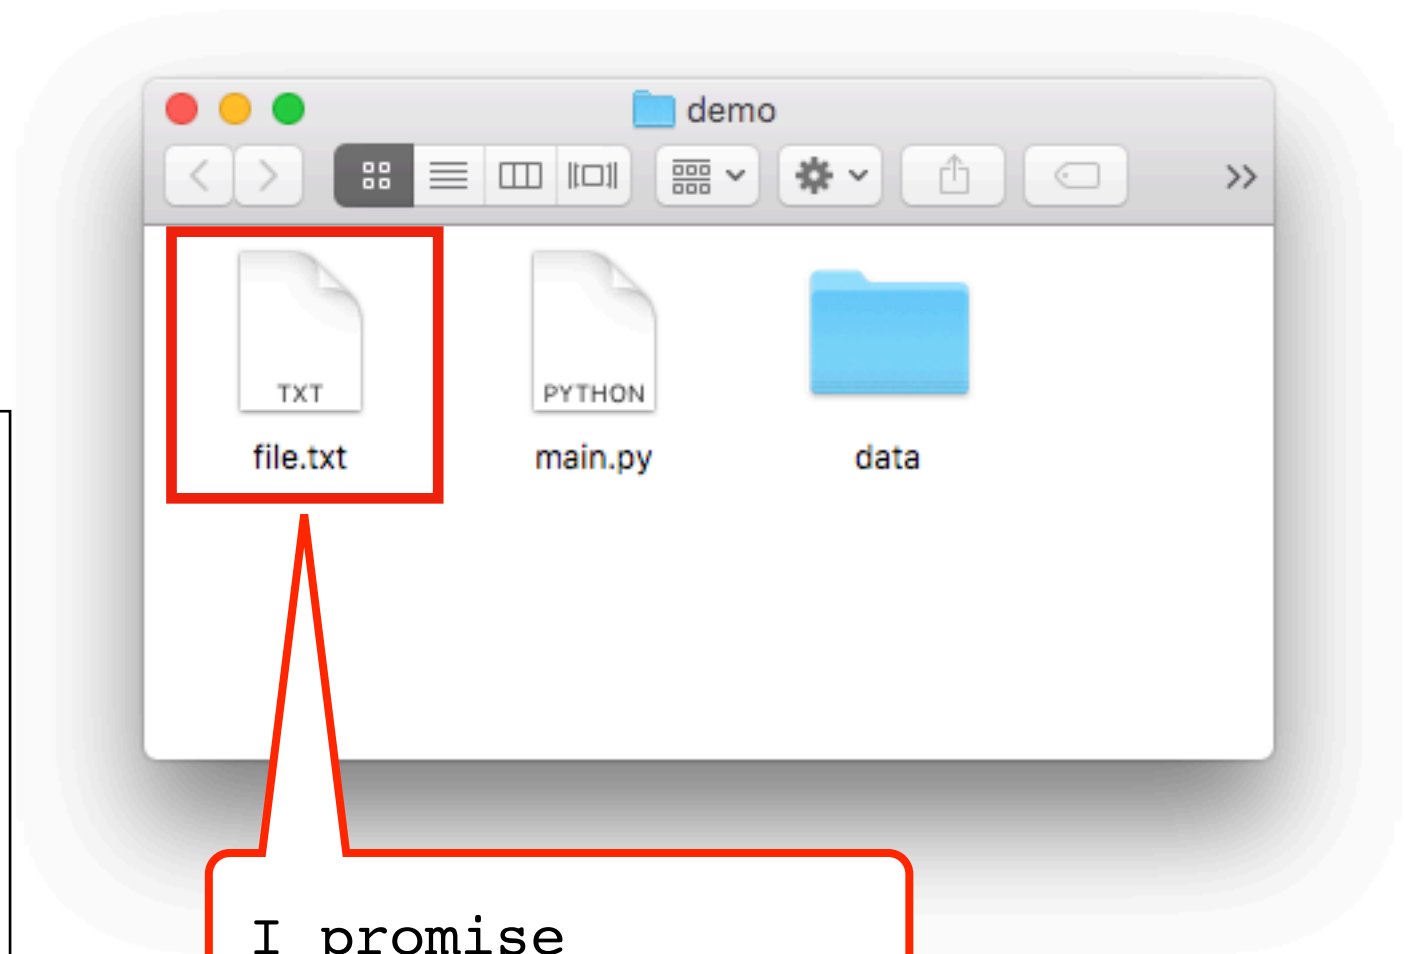 demo
TXT
PYTHON
file.txt
main.py
data
I promise